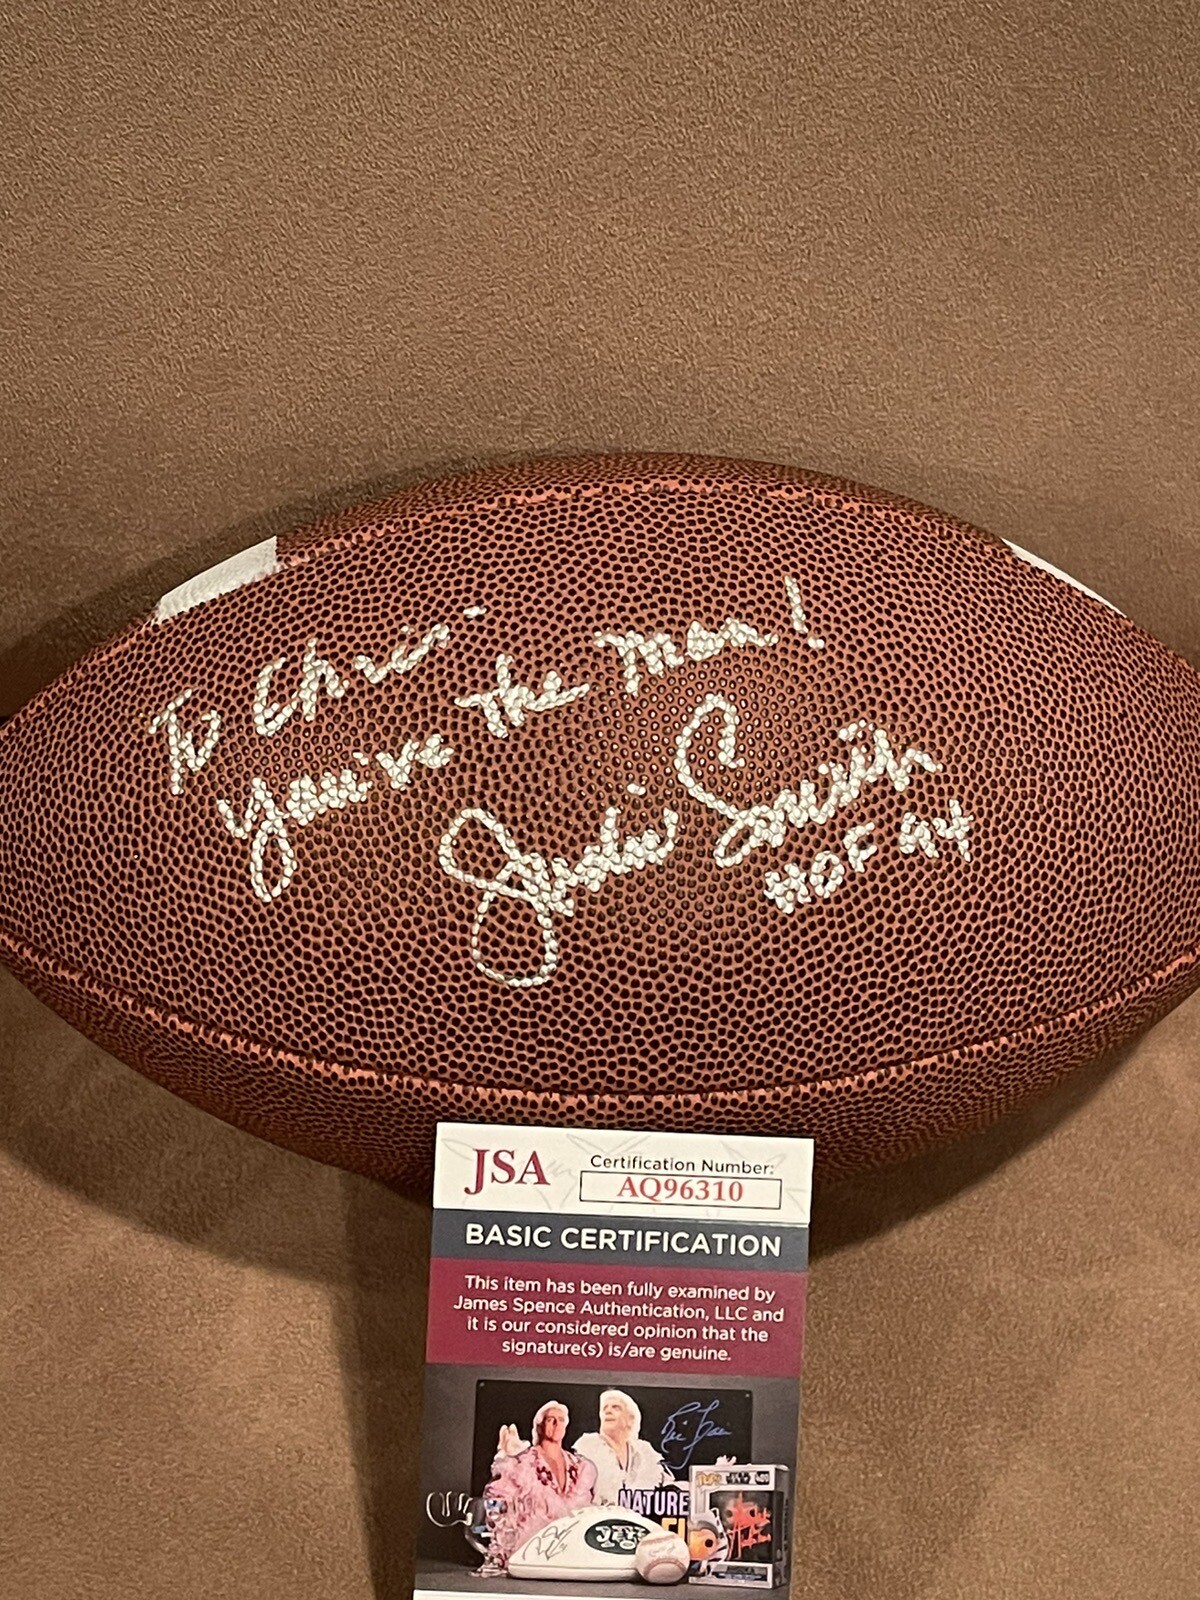 To Chris -
You're the man!
Jackie Smith
HOF 94
JSA
Certification Number:
AQ96310
BASIC CERTIFICATION
This item has been fully examined by
James Spence Authentication, LLC and
it is our considered opinion that the
signature(s) is/are genuine.
NATURE
JETS